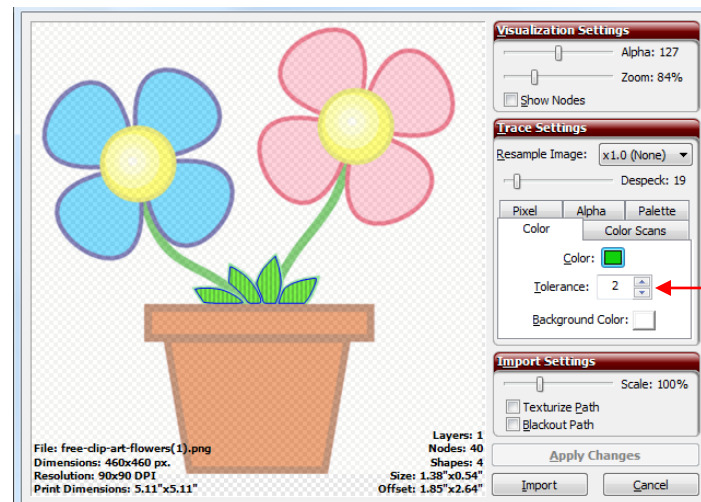 Visualization Settings
Alpha: 127
Zoom: 84%
Show Nodes
Trace Settings
Resample Image: x1.0 (None)
Despeck: 19
Pixel Alpha Palette
Color Color Scans
Color:
Tolerance: 2
Background Color:
Import Settings
Scale: 100%
Texturize Path
Blackout Path
Apply Changes
Import Cancel
File: free-clip-art-flowers(1).png
Dimensions: 460x460 px.
Resolution: 90x90 DPI
Print Dimensions: 5.11"x5.11"
Layers: 1
Nodes: 40
Shapes: 4
Size: 1.38"x0.54"
Offset: 1.85"x2.64"